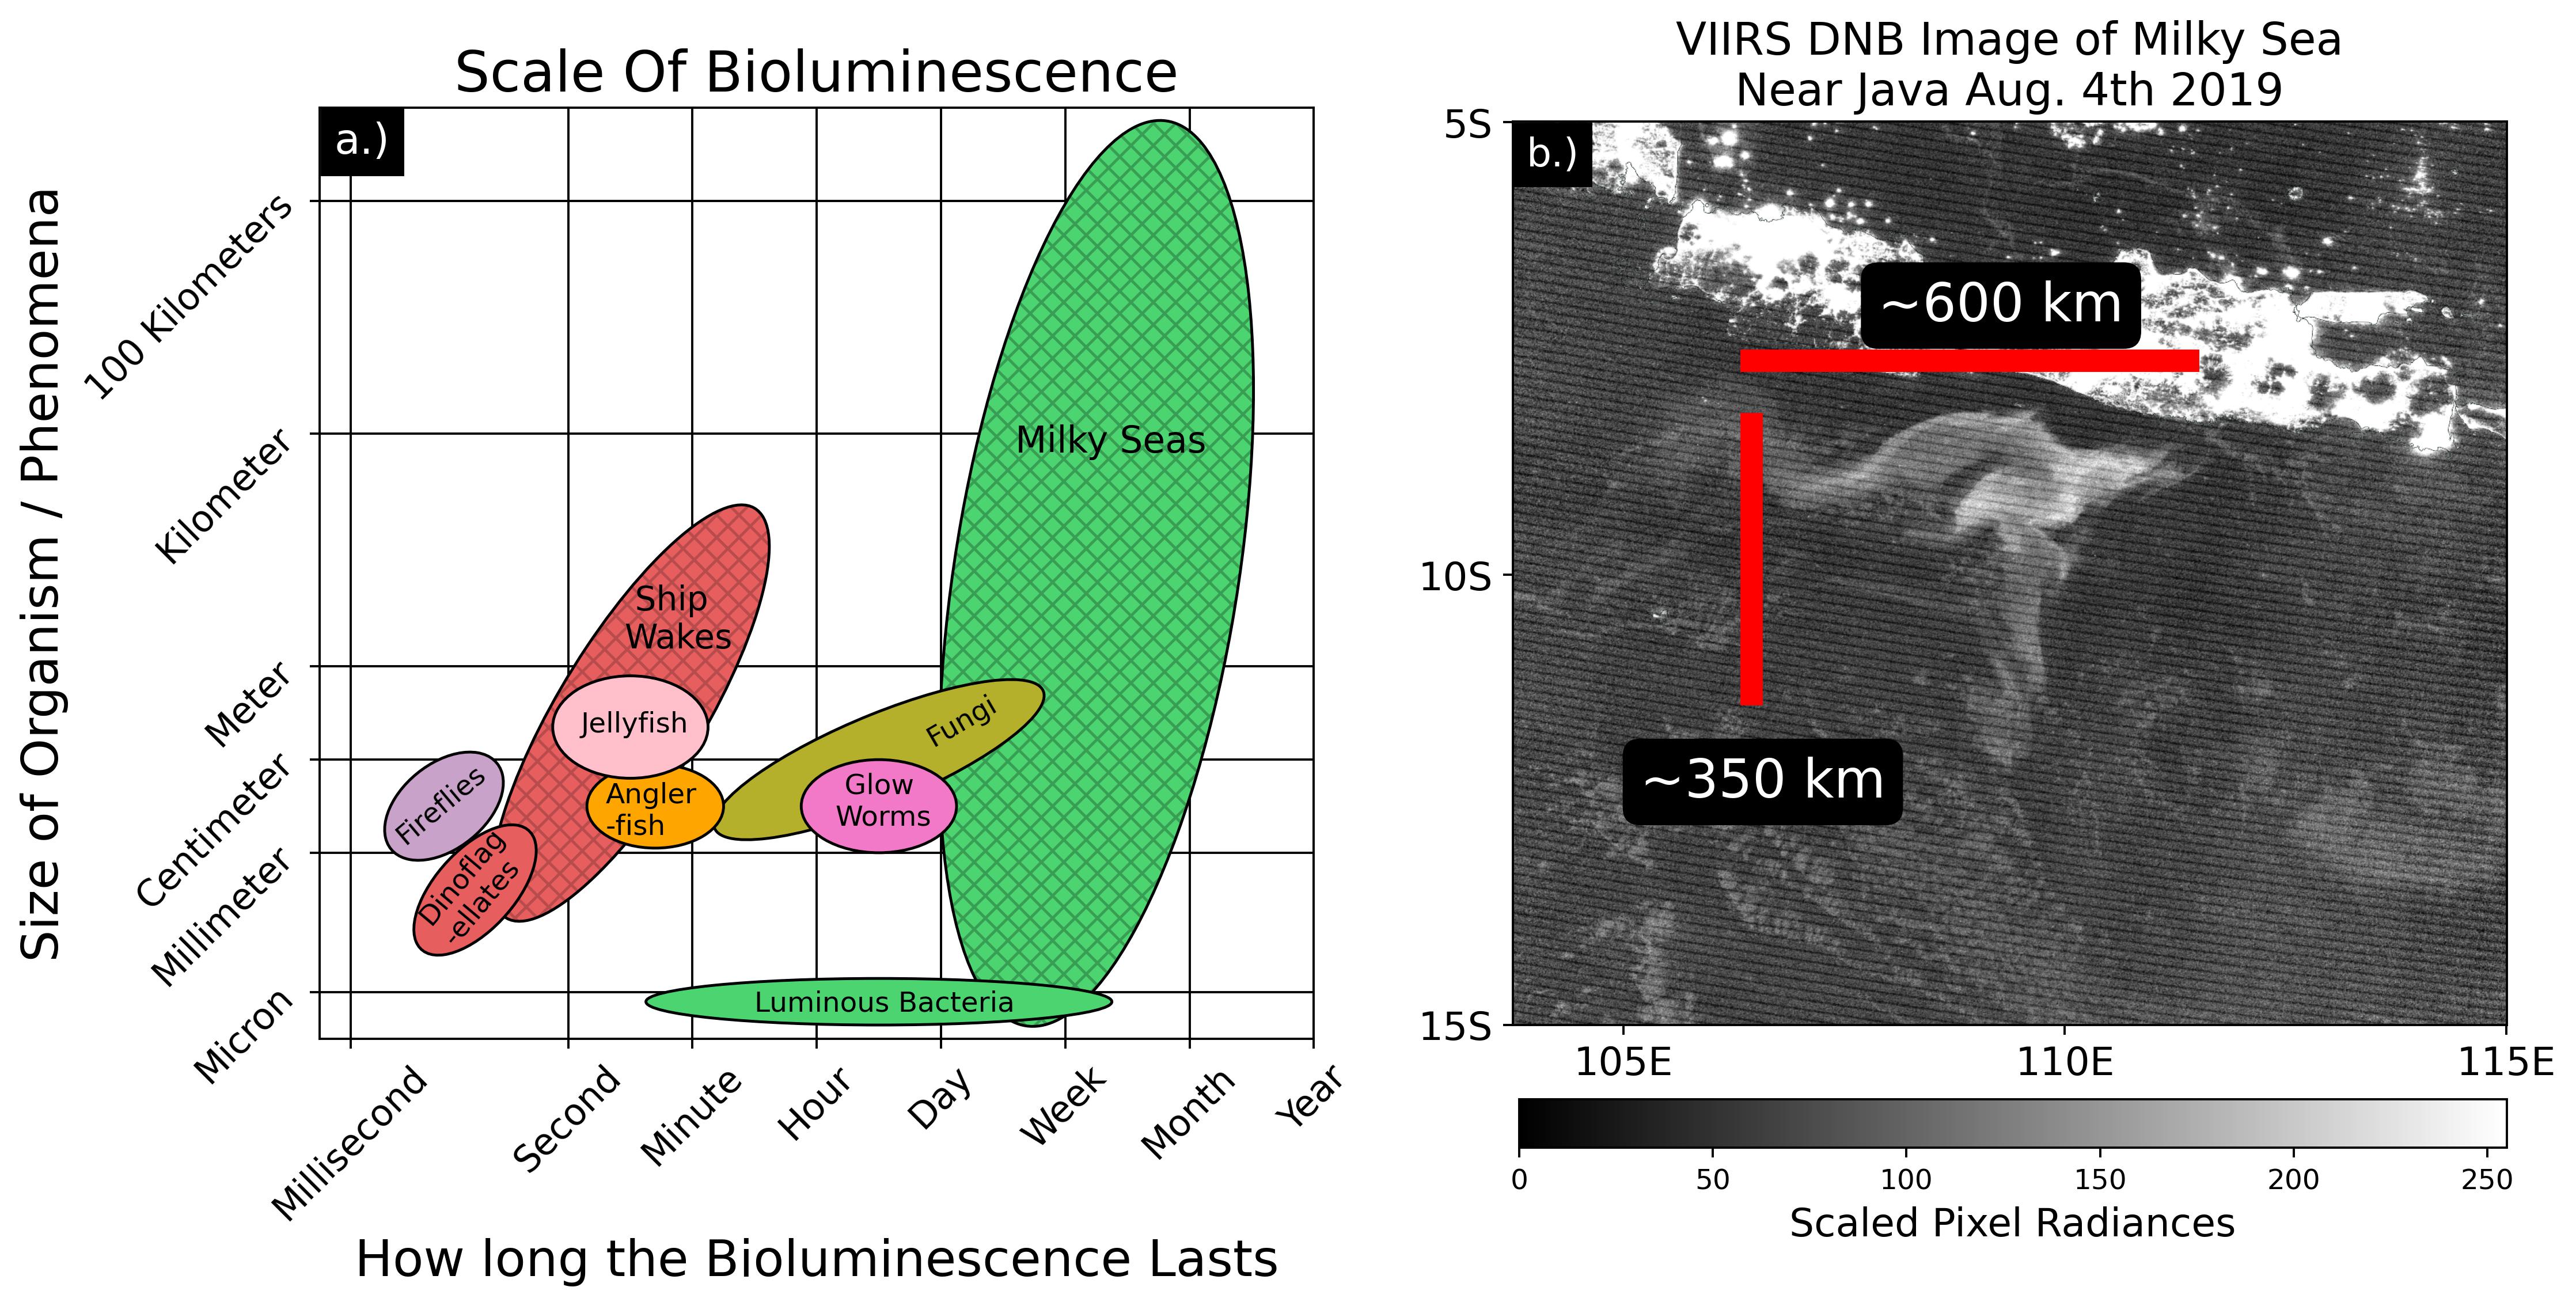 Scale Of Bioluminescence
a.)
Size of Organism / Phenomena
100 Kilometers
Kilometer
Meter
Centimeter
Millimeter
Micron
Milky Seas
Ship
Wakes
Jellyfish
Fungi
Fireflies
Angler
-fish
Glow
Worms
Dinoflag
-ellates
Luminous Bacteria
Millisecond
Second
Minute
Hour
Day
Week
Month
Year
How long the Bioluminescence Lasts
VIIRS DNB Image of Milky Sea
Near Java Aug. 4th 2019
b.)
5S
10S
15S
~600 km
~350 km
105E
110E
115E
0
50
100
150
200
250
Scaled Pixel Radiances